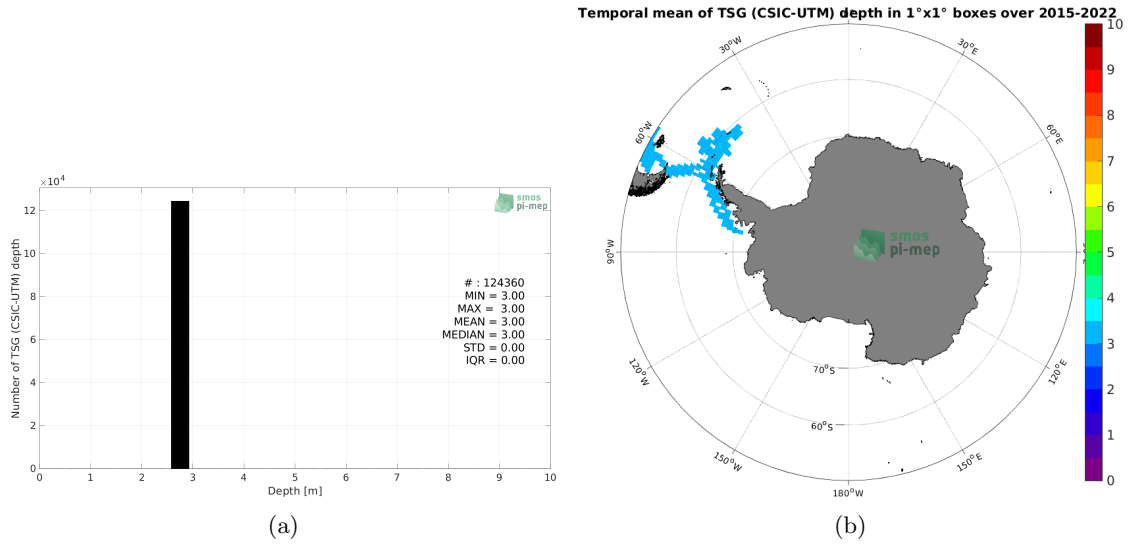 Temporal mean of TSG (CSIC-UTM) depth in 1°x1° boxes over 2015-2022
×10⁴
12
10
8
6
4
2
0
Number of TSG (CSIC-UTM) depth
0 1 2 3 4 5 6 7 8 9 10
Depth [m]
smos
pi-mep
# : 124360
MIN = 3.00
MAX = 3.00
MEAN = 3.00
MEDIAN = 3.00
STD = 0.00
IQR = 0.00
(a)
30°W
0°
30°E
60°W
60°E
90°W
120°W
120°E
150°W
150°E
180°W
70°S
60°S
smos
pi-mep
10
9
8
7
6
5
4
3
2
1
0
(b)